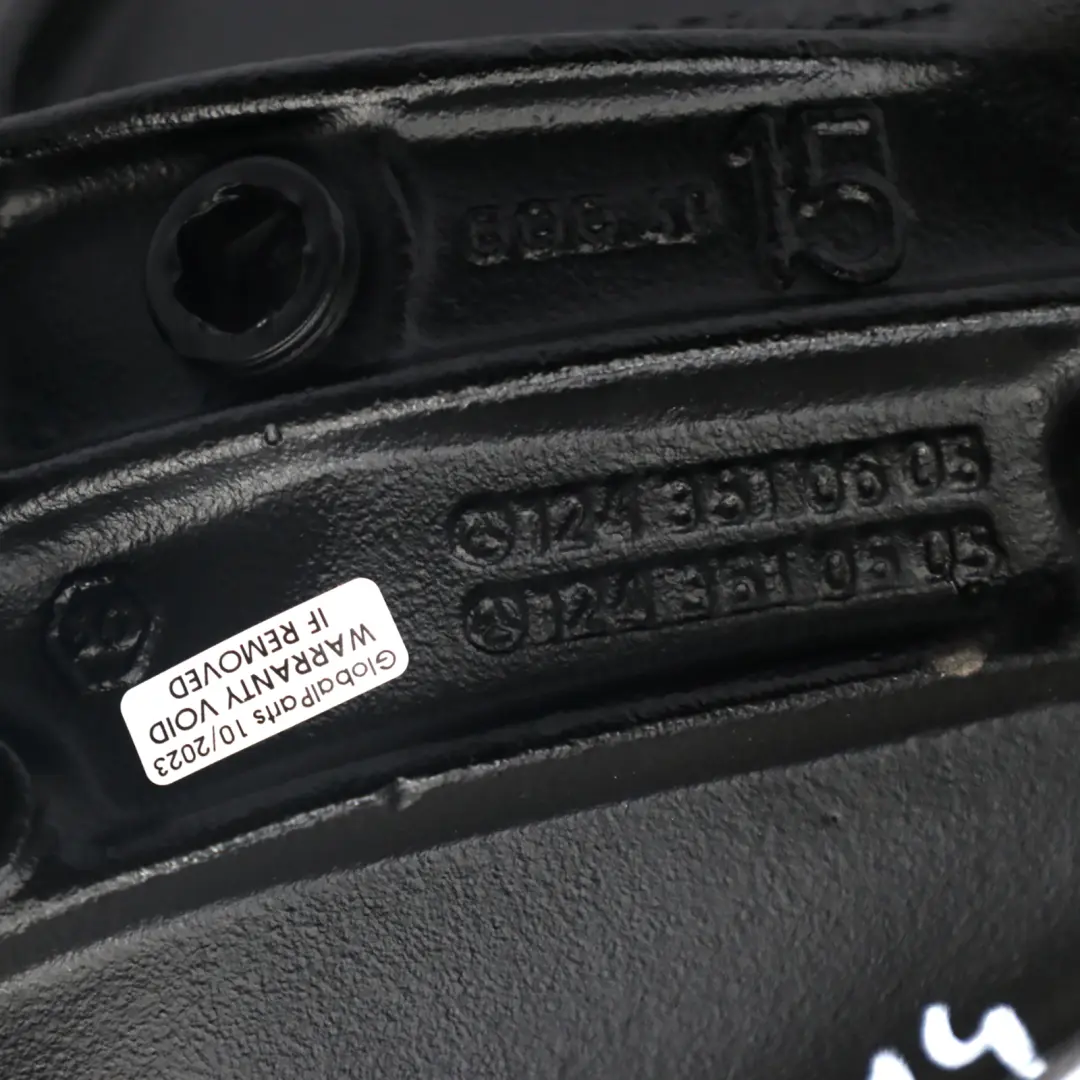 15
124 351 06 05
124 351 05 05
GlobalParts 10/2023
WARRANTY VOID
IF REMOVED